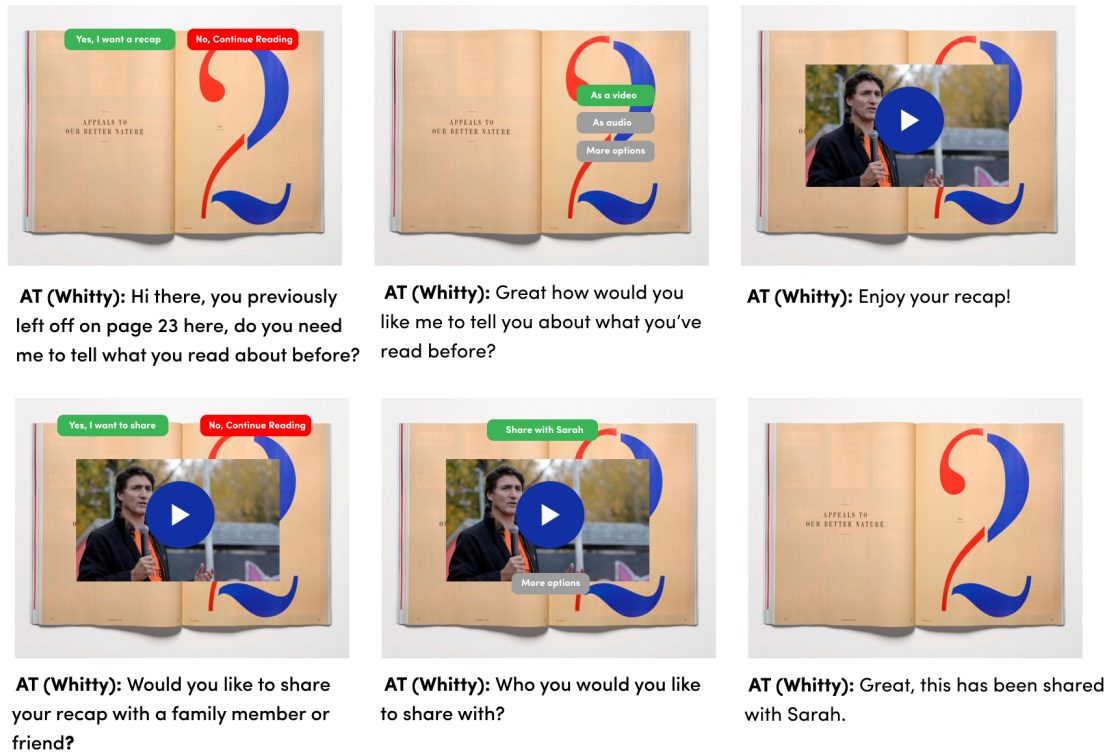 Yes, I want a recap
No, Continue Reading
APPEALS TO
OUR BETTER NATURE
AT (Whitty): Hi there, you previously
left off on page 23 here, do you need
me to tell what you read about before?
As a video
As audio
More options
APPEALS TO
OUR BETTER NATURE
2
AT (Whitty): Great how would you
like me to tell you about what you've
read before?
AT (Whitty): Enjoy your recap!
Yes, I want to share
No, Continue Reading
AT (Whitty): Would you like to share
your recap with a family member or
friend?
Share with Sarah
More options
AT (Whitty): Who you would you like
to share with?
APPEALS TO
OUR BETTER NATURE
2
AT (Whitty): Great, this has been shared
with Sarah.